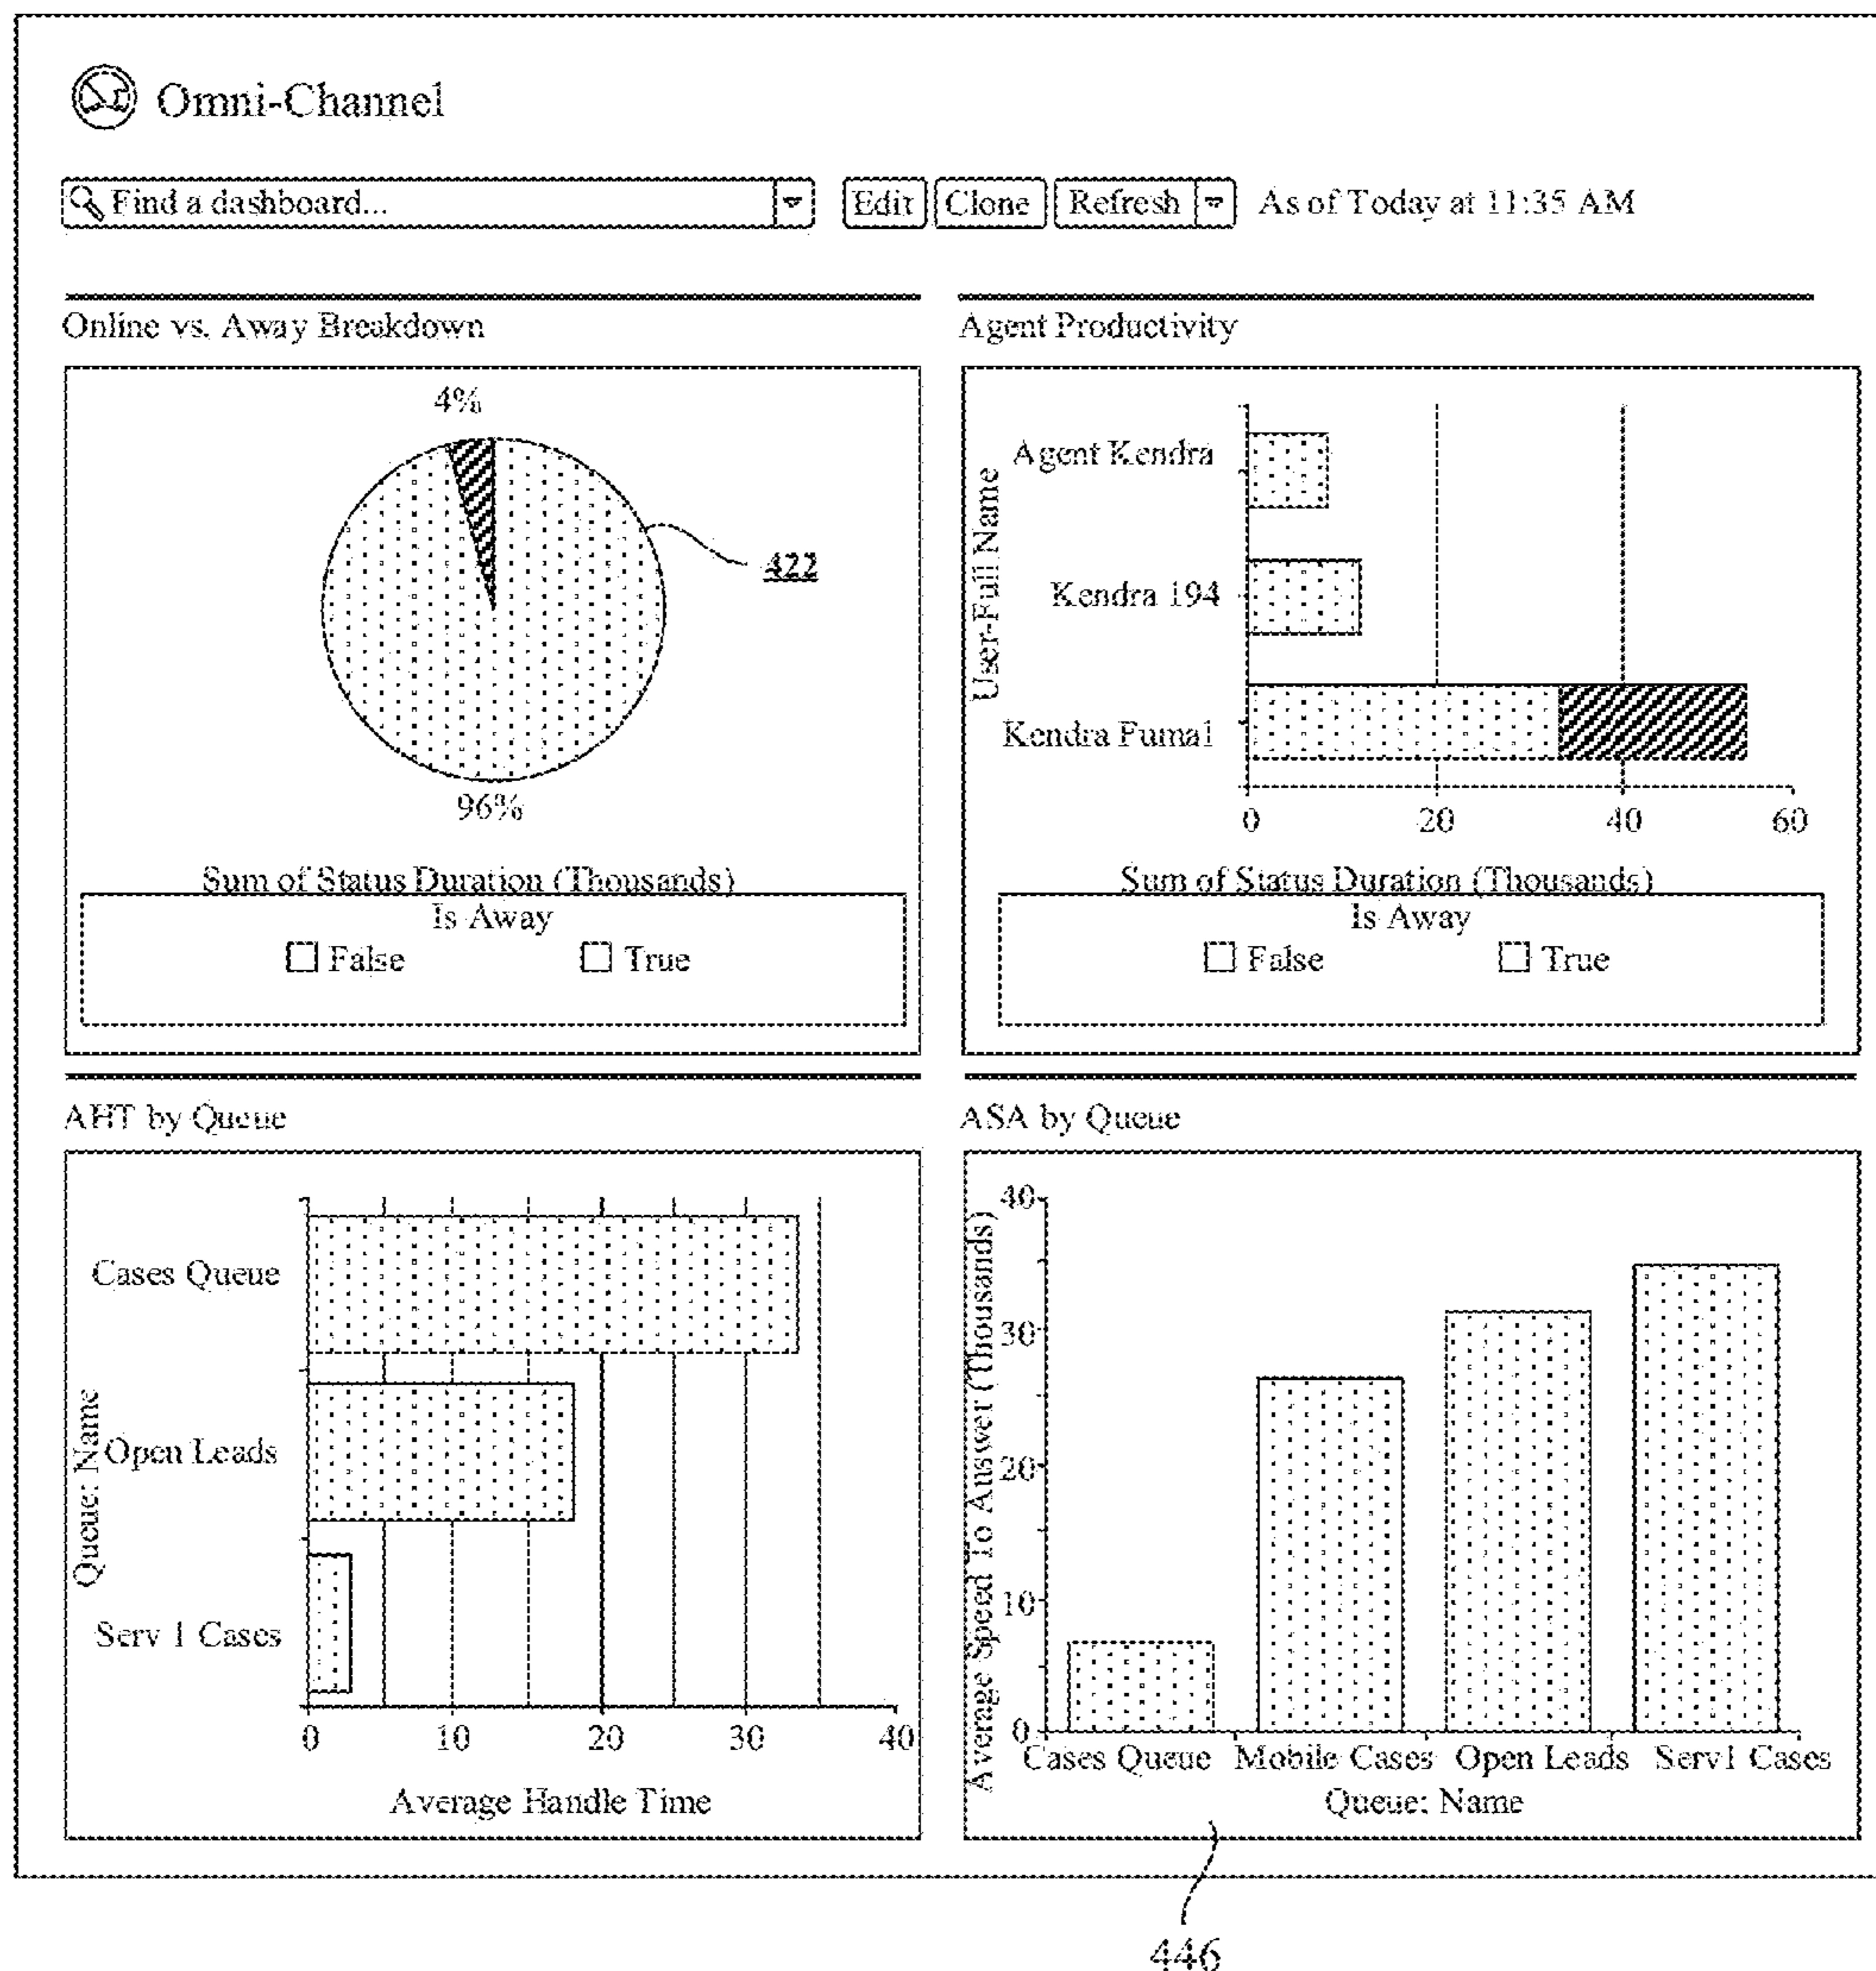 Omni-Channel
Find a dashboard...
Edit
Clone
Refresh
As of Today at 11:35 AM
Online vs. Away Breakdown
4%
422
96%
Sum of Status Duration (Thousands)
Is Away
False
True
Agent Productivity
User-Full Name
Agent Kendra
Kendra 194
Kendra Puma1
0
20
40
60
Sum of Status Duration (Thousands)
Is Away
False
True
AHT by Queue
Queue: Name
Cases Queue
Open Leads
Serv 1 Cases
0
10
20
30
40
Average Handle Time
ASA by Queue
Average Speed To Answer (Thousands)
40
30
20
10
0
Cases Queue
Mobile Cases
Open Leads
Serv1 Cases
Queue: Name
446